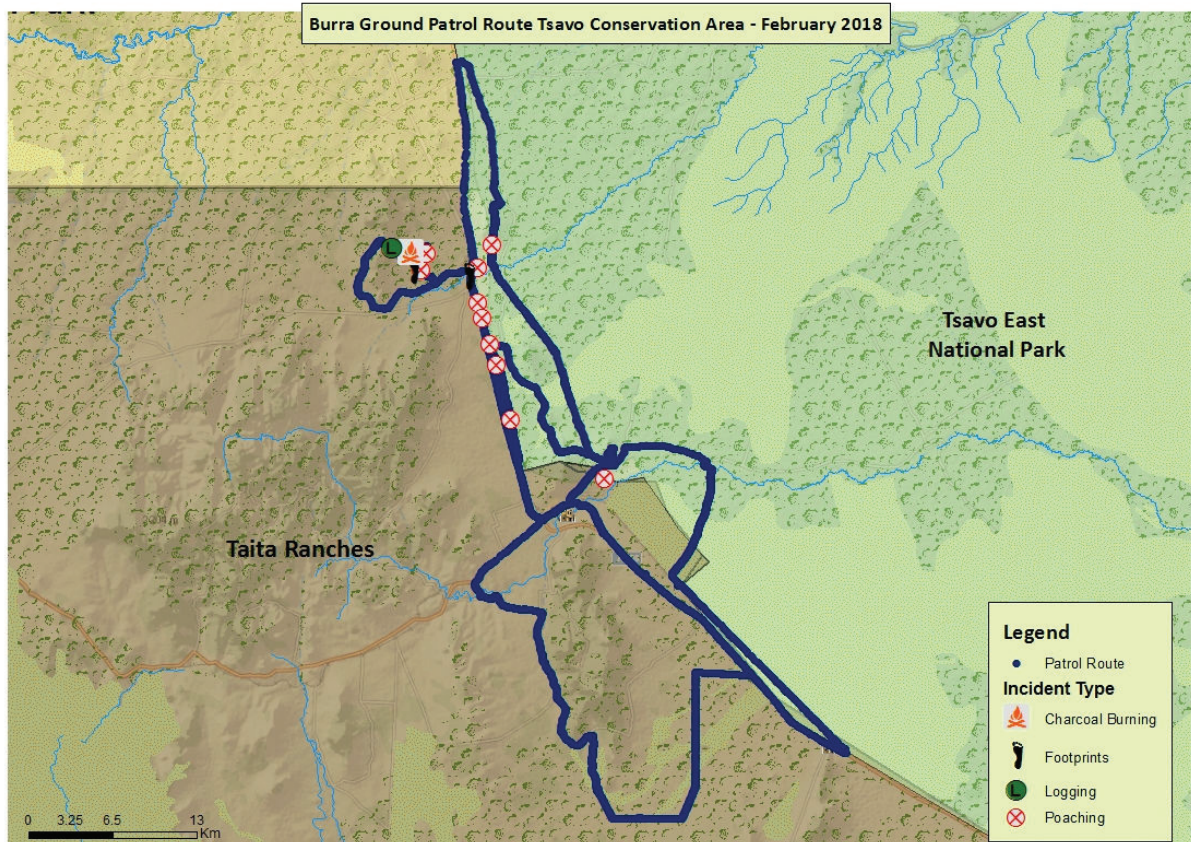 Burra Ground Patrol Route Tsavo Conservation Area - February 2018
Tsavo East
National Park
Taita Ranches
Legend
Patrol Route
Incident Type
Charcoal Burning
Footprints
L Logging
Poaching
L
0 3.25 6.5 13
Km